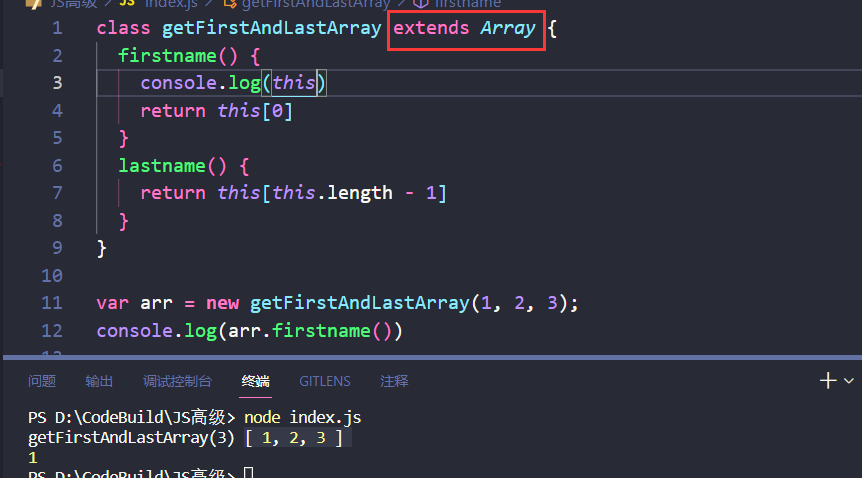 JS高级 > JS index.js > getFirstAndLastArray > firstname
1 class getFirstAndLastArray extends Array {
2 firstname() {
3 console.log(this)
4 return this[0]
5 }
6 lastname() {
7 return this[this.length - 1]
8 }
9 }
10
11 var arr = new getFirstAndLastArray(1, 2, 3);
12 console.log(arr.firstname())
13
问题 输出 调试控制台 终端 GITLENS 注释
PS D:\CodeBuild\JS高级> node index.js
getFirstAndLastArray(3) [ 1, 2, 3 ]
1
PS D:\CodeBuild\JS高级>